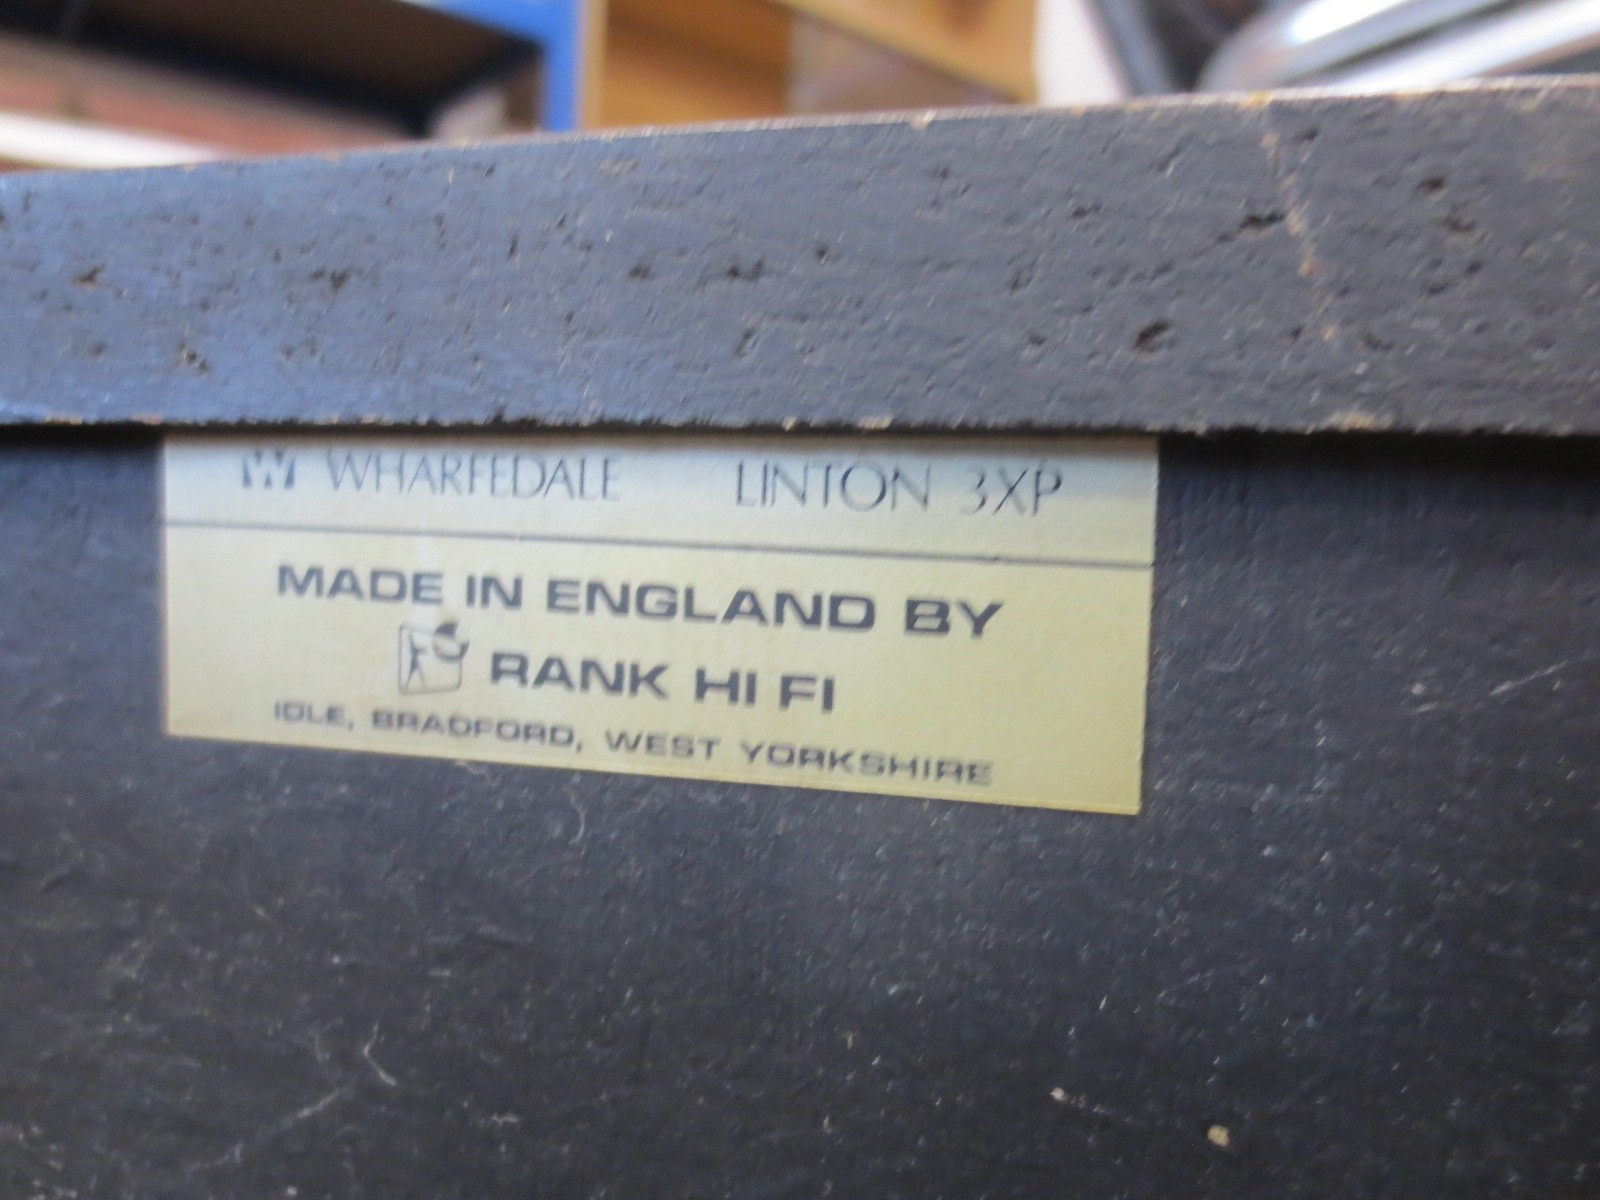 WHARFEDALE LINTON 3XP
MADE IN ENGLAND BY
RANK HI FI
IDLE, BRADFORD, WEST YORKSHIRE